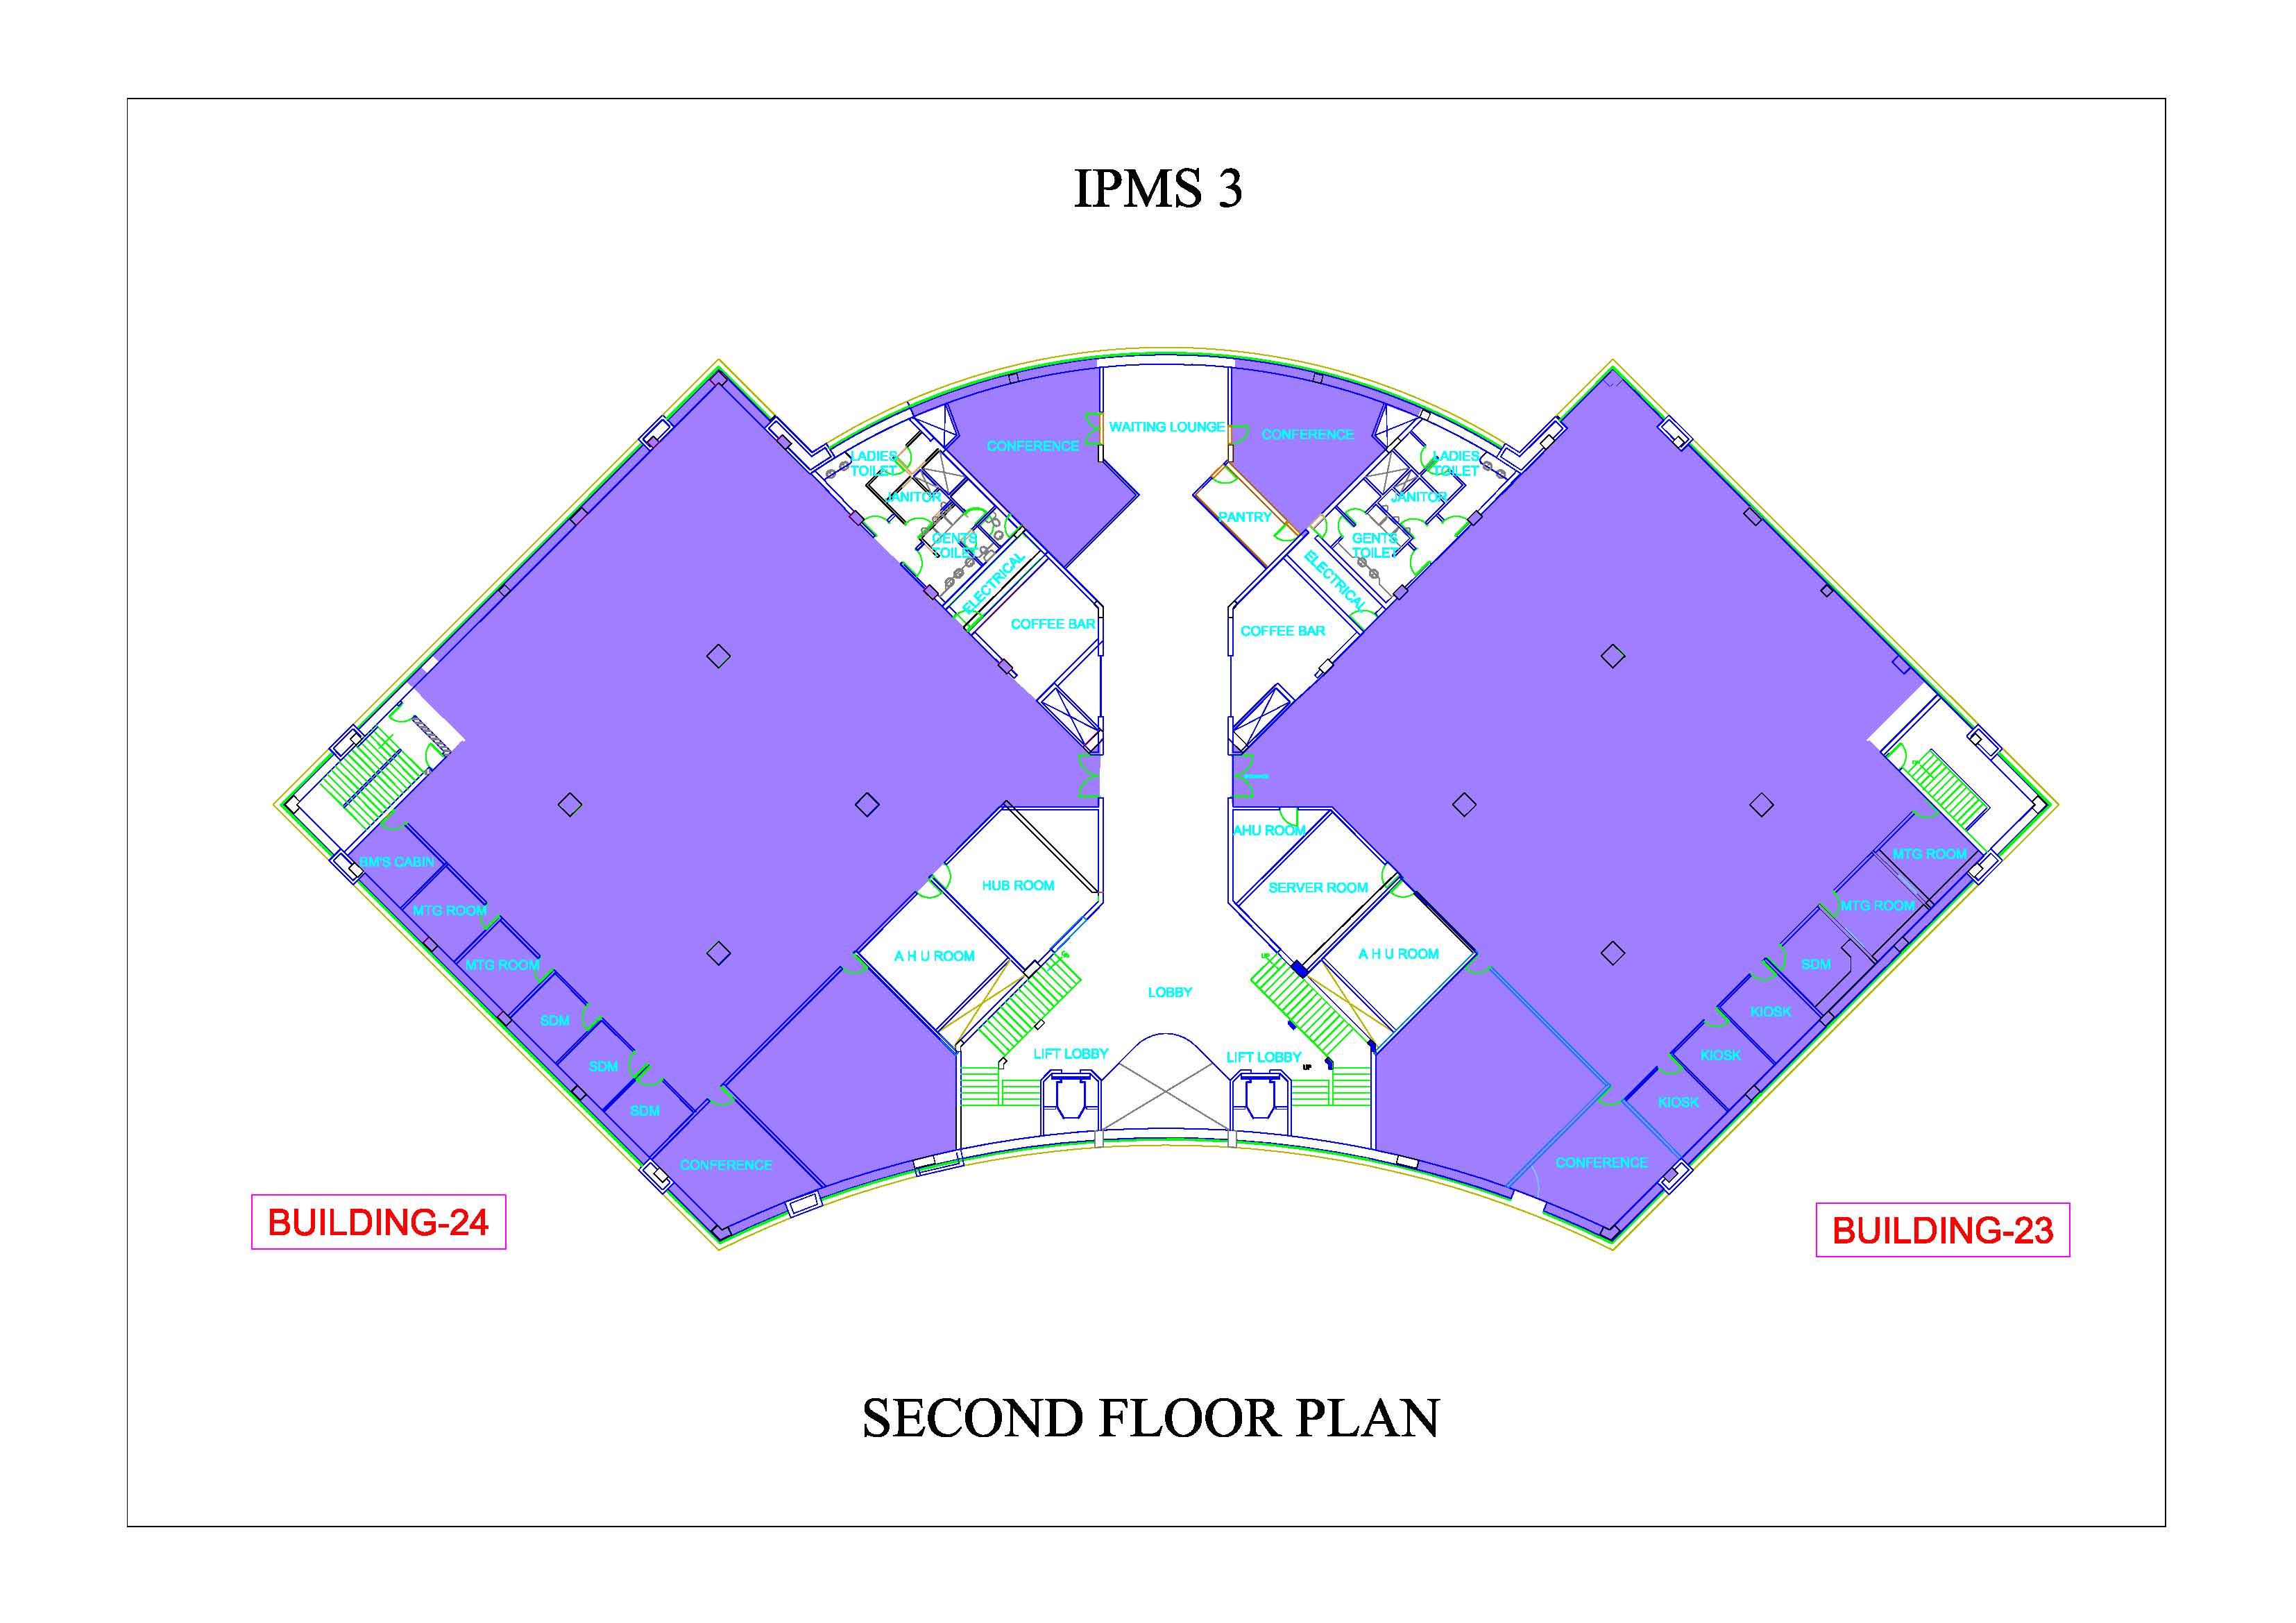 IPMS 3
WAITING LOUNGE
CONFERENCE
CONFERENCE
LADIES
TOILET
JANITOR
GENTS
TOILET
ELECTRICAL
COFFEE BAR
PANTRY
LADIES
TOILET
JANITOR
GENTS
TOILET
ELECTRICAL
COFFEE BAR
ENTRANCE
BM'S CABIN
MTG ROOM
MTG ROOM
SDM
SDM
SDM
CONFERENCE
HUB ROOM
A H U ROOM
AHU ROOM
SERVER ROOM
A H U ROOM
LOBBY
LIFT LOBBY
LIFT LOBBY
UP
UP
MTG ROOM
MTG ROOM
SDM
KIOSK
KIOSK
KIOSK
CONFERENCE
BUILDING-24
BUILDING-23
SECOND FLOOR PLAN